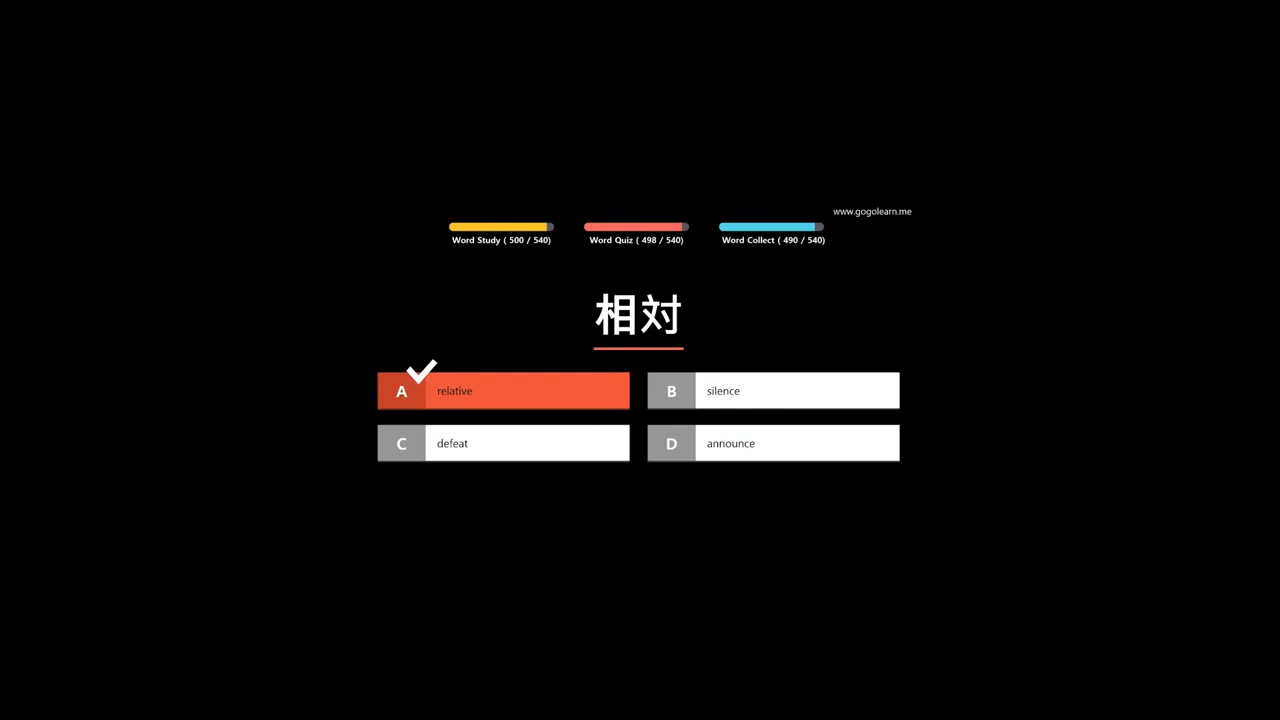 www.gogolearn.me
Word Study ( 500 / 540)
Word Quiz ( 498 / 540)
Word Collect ( 490 / 540)
相対
A relative
B silence
C defeat
D announce